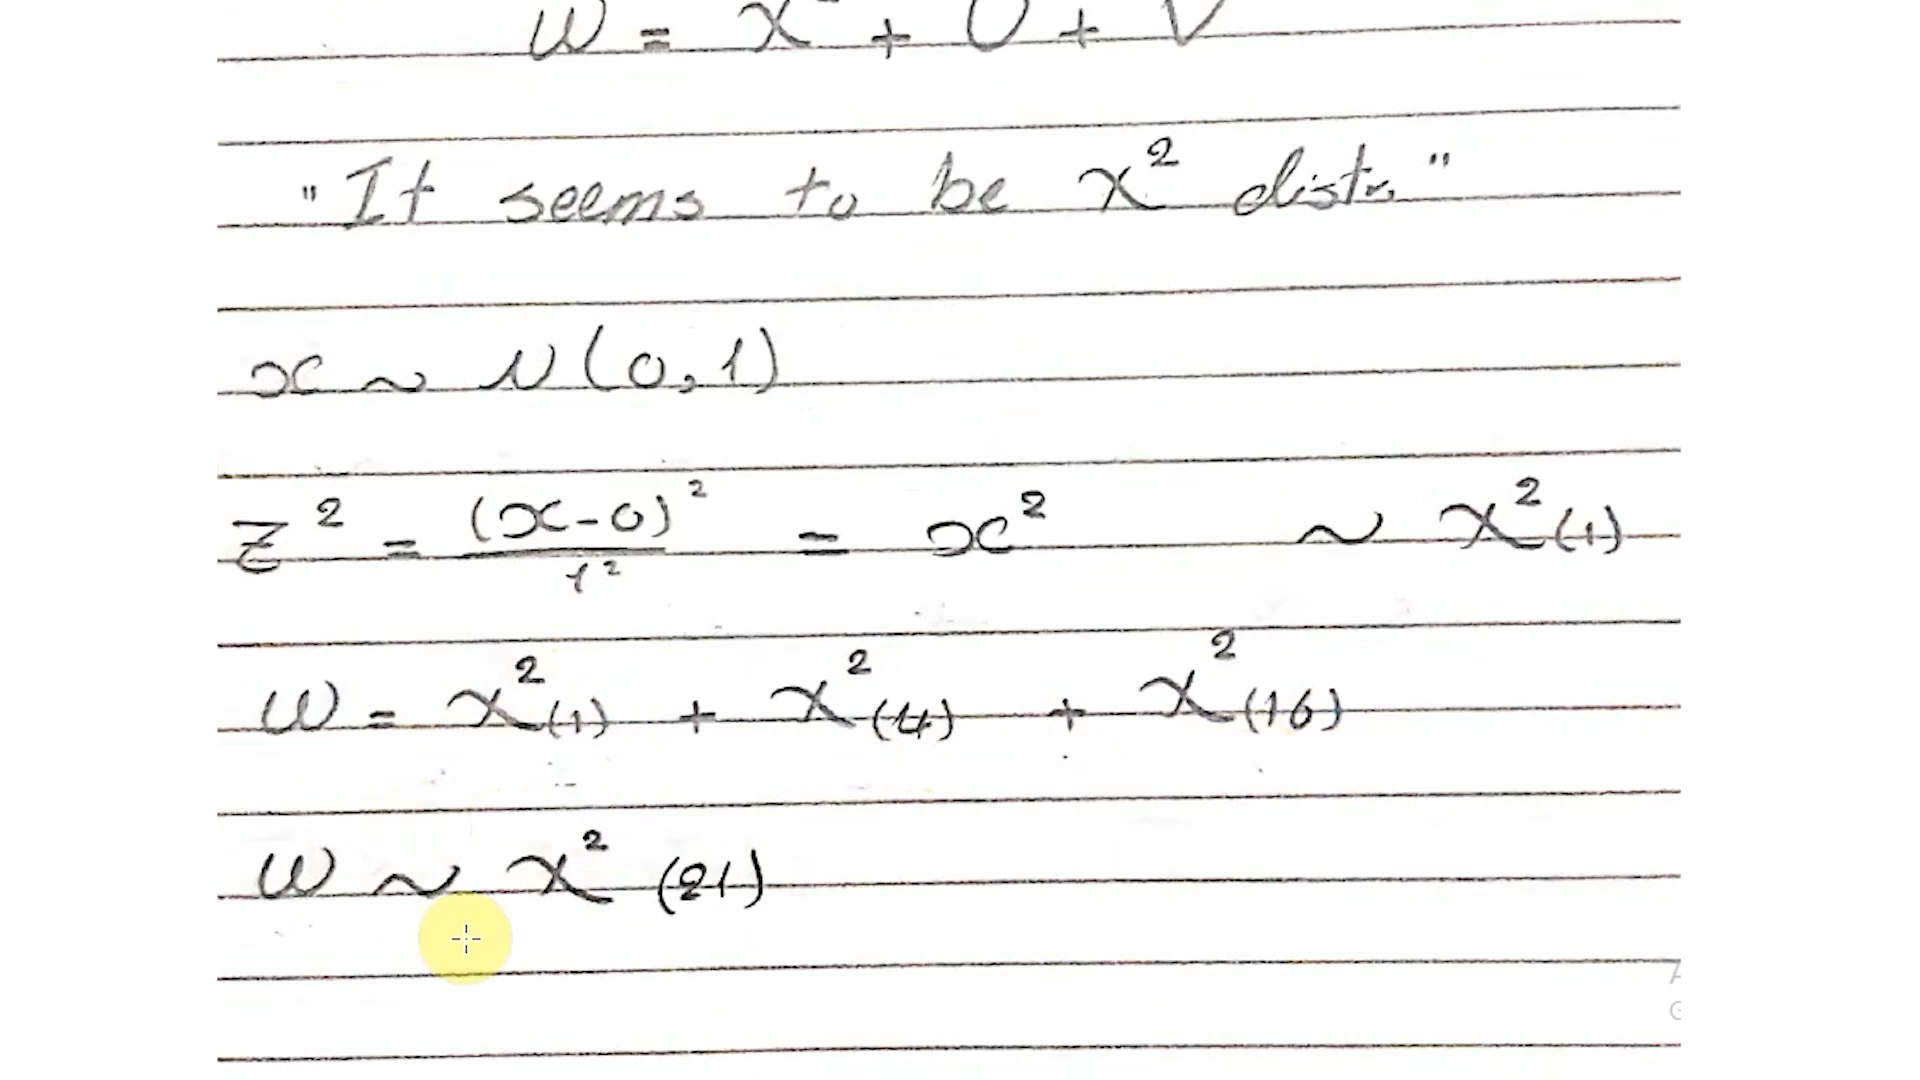 W = x² + U + V
"It seems to be χ² distr."
x ~ N(0,1)
Z² = (x-0)² / 1² = x² ~ χ²(1)
W = χ²(1) + χ²(4) + χ²(16)
W ~ χ²(21)